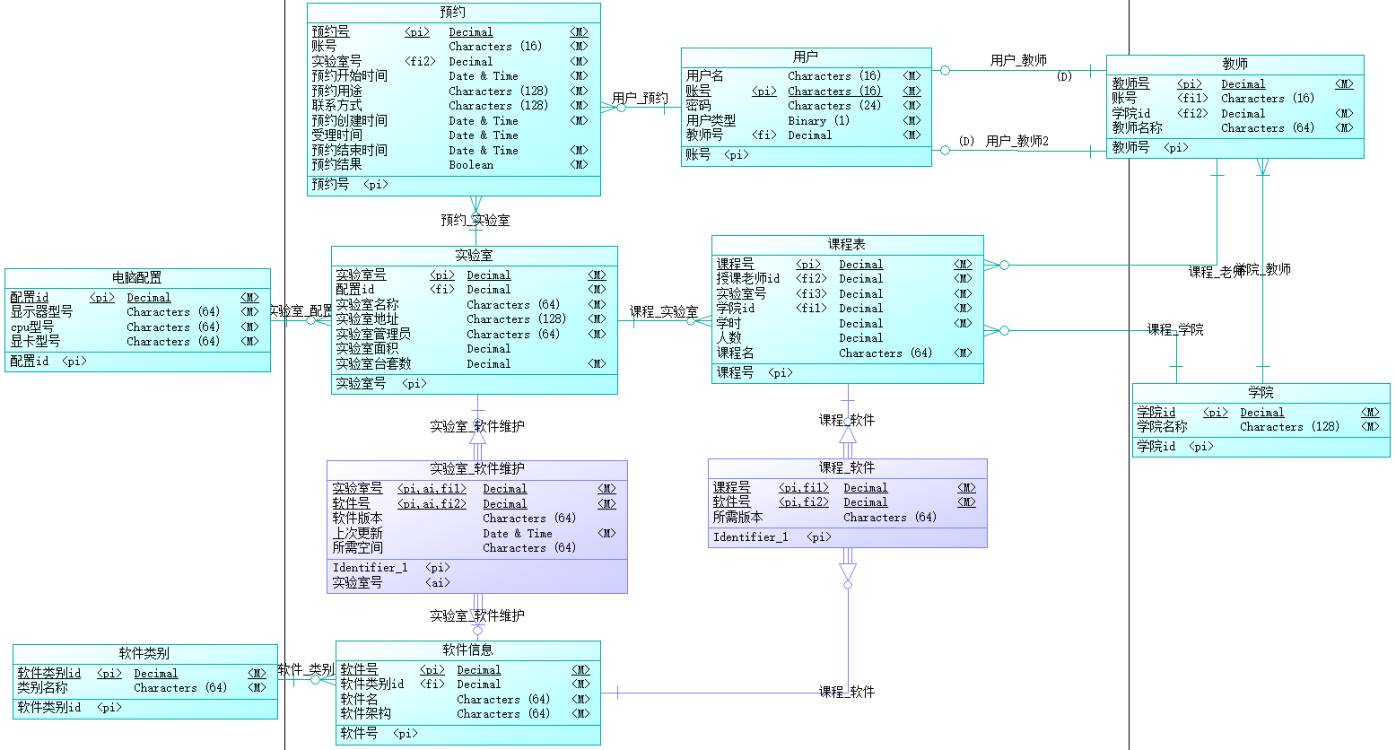 预约
预约号 <pi> Decimal <M>
账号 Characters (16) <M>
实验室号 <fi2> Decimal <M>
预约开始时间 Date & Time <M>
预约用途 Characters (128) <M>
联系方式 Characters (128) <M>
预约创建时间 Date & Time <M>
受理时间 Date & Time
预约结束时间 Date & Time <M>
预约结果 Boolean <M>
预约号 <pi>
用户_预约
用户
用户名 Characters (16) <M>
账号 <pi> Characters (16) <M>
密码 Characters (24) <M>
用户类型 Binary (1) <M>
教师号 <fi> Decimal <M>
账号 <pi>
用户_教师
(D)
(D) 用户_教师2
教师
教师号 <pi> Decimal <M>
账号 <fi1> Characters (16)
学院id <fi2> Decimal <M>
教师名称 Characters (64) <M>
教师号 <pi>
预约_实验室
课程_老师
学院_教师
电脑配置
配置id <pi> Decimal <M>
显示器型号 Characters (64) <M>
cpu型号 Characters (64) <M>
显卡型号 Characters (64) <M>
配置id <pi>
实验室_配置
实验室
实验室号 <pi> Decimal <M>
配置id <fi> Decimal <M>
实验室名称 Characters (64) <M>
实验室地址 Characters (128) <M>
实验室管理员 Characters (64) <M>
实验室面积 Decimal
实验室台套数 Decimal <M>
实验室号 <pi>
课程_实验室
课程表
课程号 <pi> Decimal <M>
授课老师id <fi2> Decimal <M>
实验室号 <fi3> Decimal <M>
学院id <fi1> Decimal <M>
学时 Decimal <M>
人数 Decimal
课程名 Characters (64) <M>
课程号 <pi>
课程_学院
学院
学院id <pi> Decimal <M>
学院名称 Characters (128) <M>
学院id <pi>
实验室_软件维护
课程_软件
实验室_软件维护
实验室号 <pi,ai,fi1> Decimal <M>
软件号 <pi,ai,fi2> Decimal <M>
软件版本 Characters (64)
上次更新 Date & Time <M>
所需空间 Characters (64)
Identifier_1 <pi>
实验室号 <ai>
课程_软件
课程号 <pi,fi1> Decimal <M>
软件号 <pi,fi2> Decimal <M>
所需版本 Characters (64)
Identifier_1 <pi>
实验室_软件维护
软件类别
软件类别id <pi> Decimal <M>
类别名称 Characters (64) <M>
软件类别id <pi>
软件_类别
软件信息
软件号 <pi> Decimal <M>
软件类别id <fi> Decimal <M>
软件名 Characters (64) <M>
软件架构 Characters (64) <M>
软件号 <pi>
课程_软件